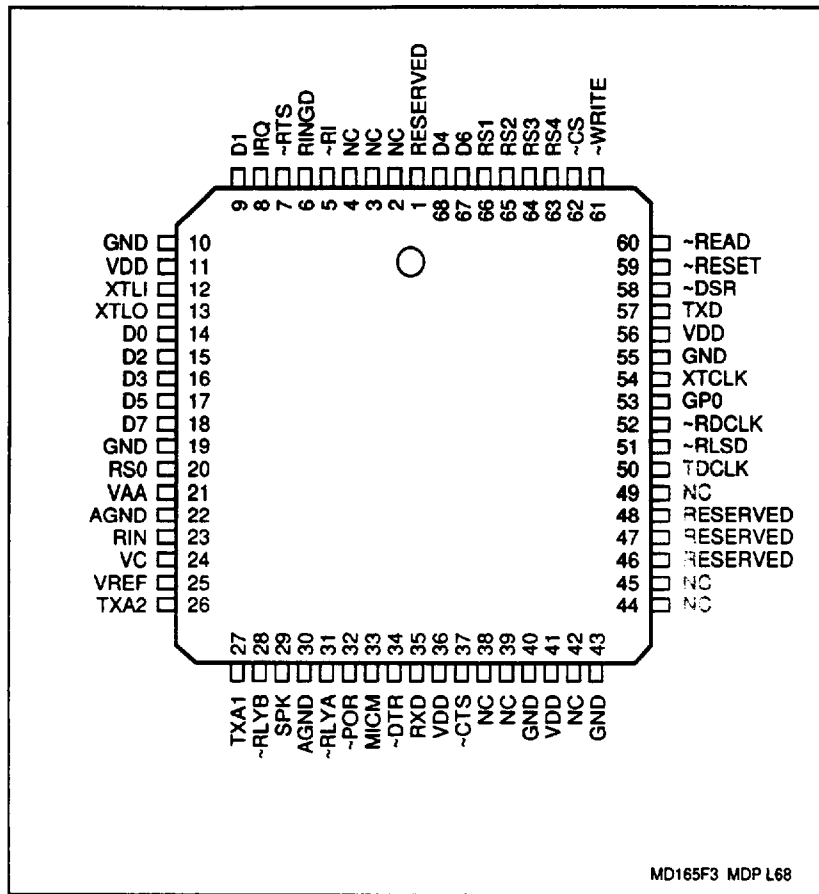 D1
IRQ
~RTS
RINGD
~RI
NC
NC
NC
RESERVED
D4
D6
RS1
RS2
RS3
RS4
~CS
~WRITE
9 8 7 6 5 4 3 2 1 68 67 66 65 64 63 62 61
GND 10
VDD 11
XTLI 12
XTLO 13
D0 14
D2 15
D3 16
D5 17
D7 18
GND 19
RS0 20
VAA 21
AGND 22
RIN 23
VC 24
VREF 25
TXA2 26
60 ~READ
59 ~RESET
58 ~DSR
57 TXD
56 VDD
55 GND
54 XTCLK
53 GP0
52 ~RDCLK
51 ~RLSD
50 TDCLK
49 NC
48 RESERVED
47 RESERVED
46 RESERVED
45 NC
44 NC
27 28 29 30 31 32 33 34 35 36 37 38 39 40 41 42 43
TXA1
~RLYB
SPK
AGND
~RLYA
~POR
MICM
~DTR
RXD
VDD
~CTS
NC
NC
GND
VDD
NC
GND
MD165F3 MDP L68